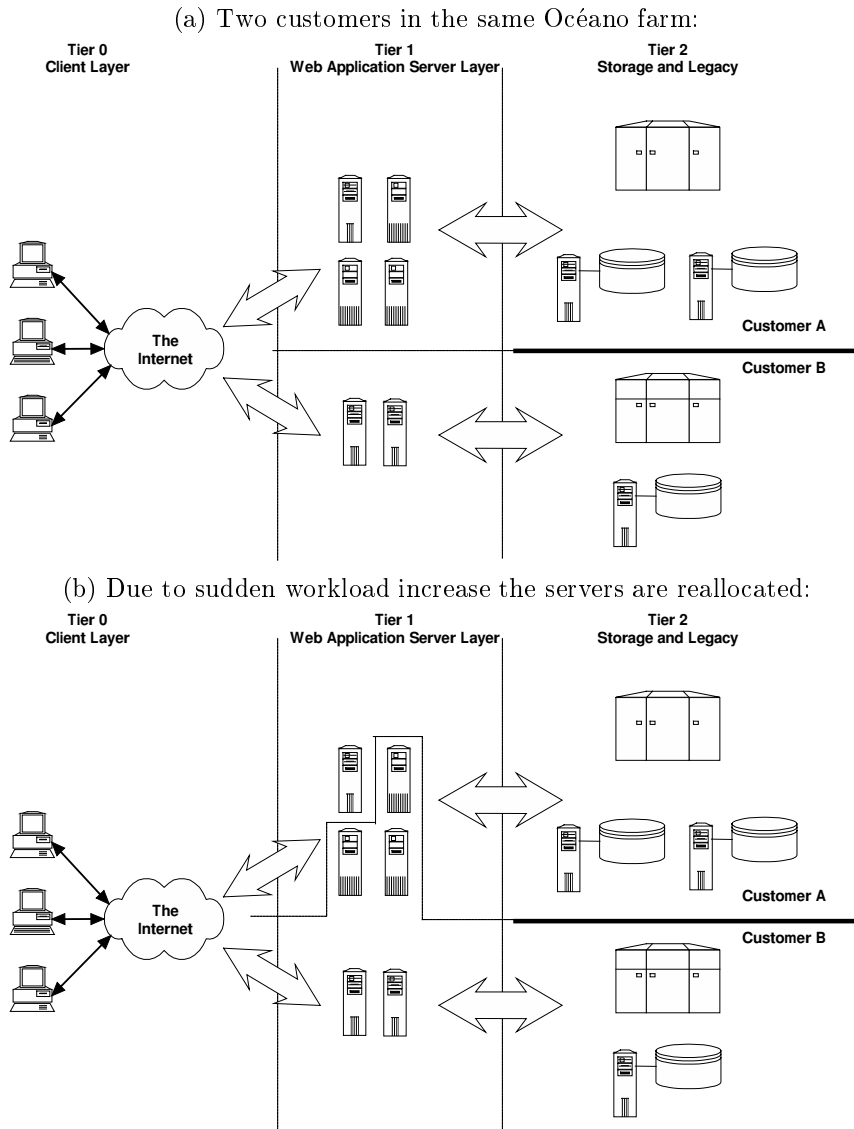 (a) Two customers in the same Océano farm:
Tier 0
Client Layer
Tier 1
Web Application Server Layer
Tier 2
Storage and Legacy
The
Internet
Customer A
Customer B
(b) Due to sudden workload increase the servers are reallocated:
Tier 0
Client Layer
Tier 1
Web Application Server Layer
Tier 2
Storage and Legacy
The
Internet
Customer A
Customer B